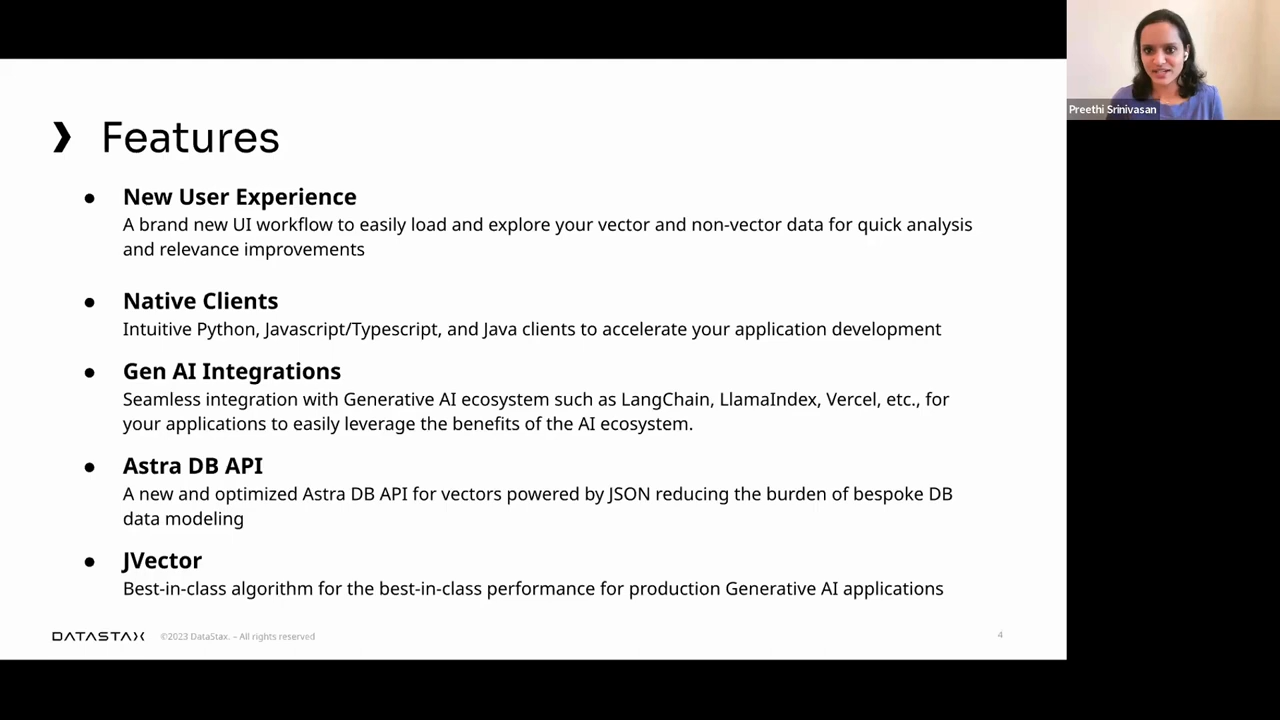 Preethi Srinivasan
Features
● New User Experience
A brand new UI workflow to easily load and explore your vector and non-vector data for quick analysis
and relevance improvements
● Native Clients
Intuitive Python, Javascript/Typescript, and Java clients to accelerate your application development
● Gen AI Integrations
Seamless integration with Generative AI ecosystem such as LangChain, LlamaIndex, Vercel, etc., for
your applications to easily leverage the benefits of the AI ecosystem.
● Astra DB API
A new and optimized Astra DB API for vectors powered by JSON reducing the burden of bespoke DB
data modeling
● JVector
Best-in-class algorithm for the best-in-class performance for production Generative AI applications
DATASTAX ©2023 DataStax. – All rights reserved 4